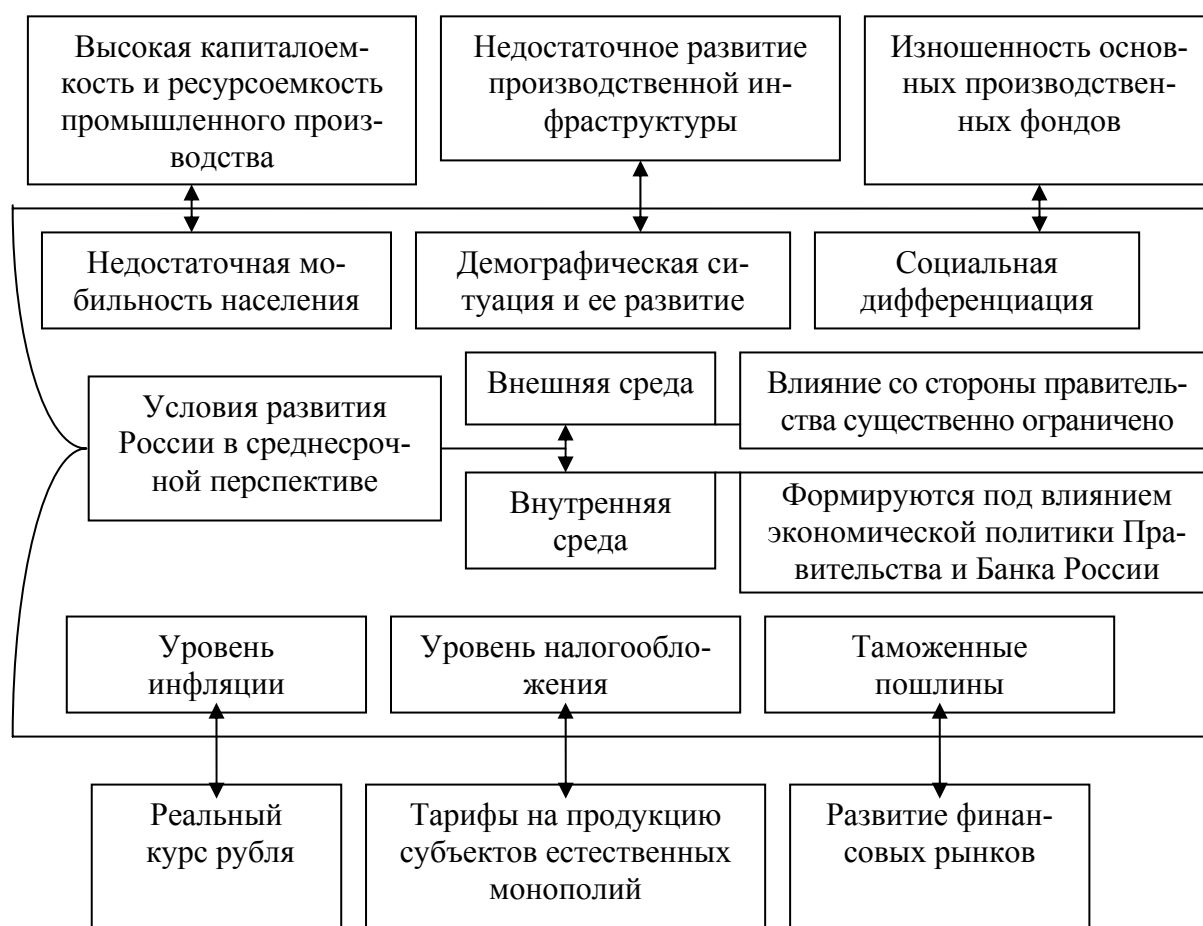 Высокая капиталоем-
кость и ресурсоемкость
промышленного произ-
водства
Недостаточное развитие
производственной ин-
фраструктуры
Изношенность основ-
ных производствен-
ных фондов
Недостаточная мо-
бильность населения
Демографическая си-
туация и ее развитие
Социальная
дифференциация
Условия развития
России в среднесроч-
ной перспективе
Внешняя среда
Влияние со стороны правитель-
ства существенно ограничено
Внутренняя
среда
Формируются под влиянием
экономической политики Пра-
вительства и Банка России
Уровень
инфляции
Уровень налогообло-
жения
Таможенные
пошлины
Реальный
курс рубля
Тарифы на продукцию
субъектов естественных
монополий
Развитие финан-
совых рынков